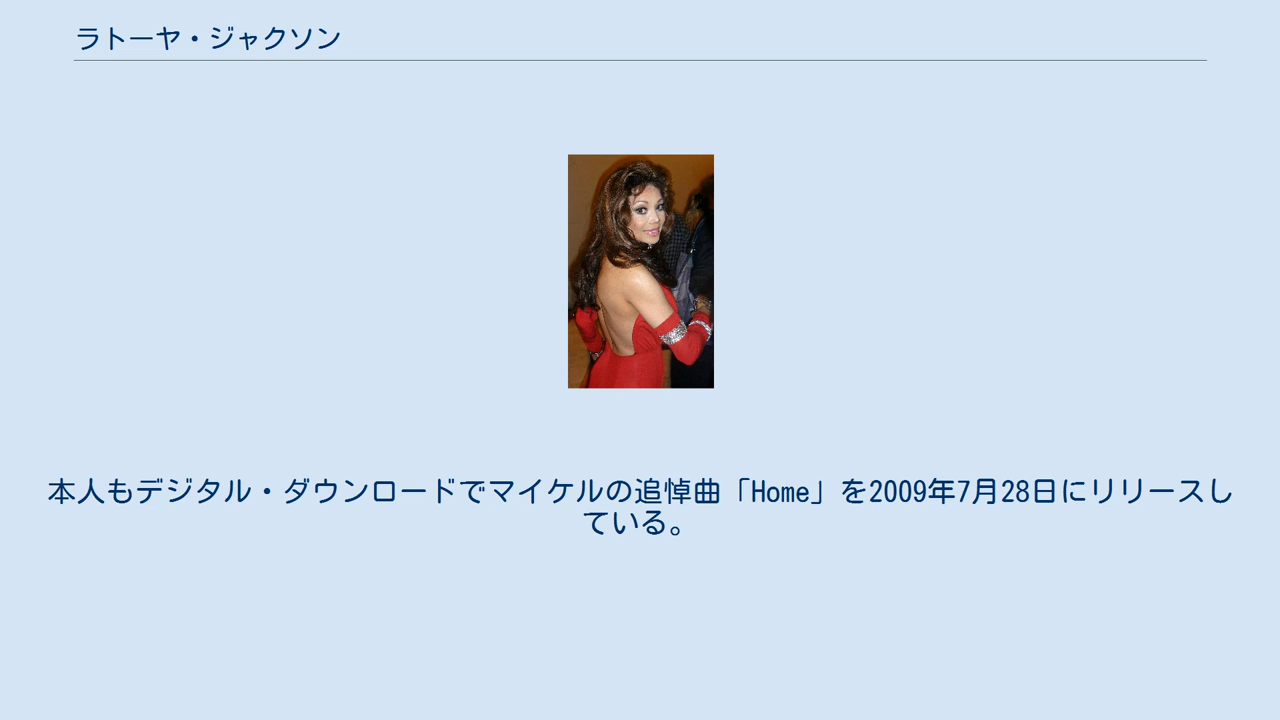 ラトーヤ・ジャクソン
本人もデジタル・ダウンロードでマイケルの追悼曲「Home」を2009年7月28日にリリースし
ている。